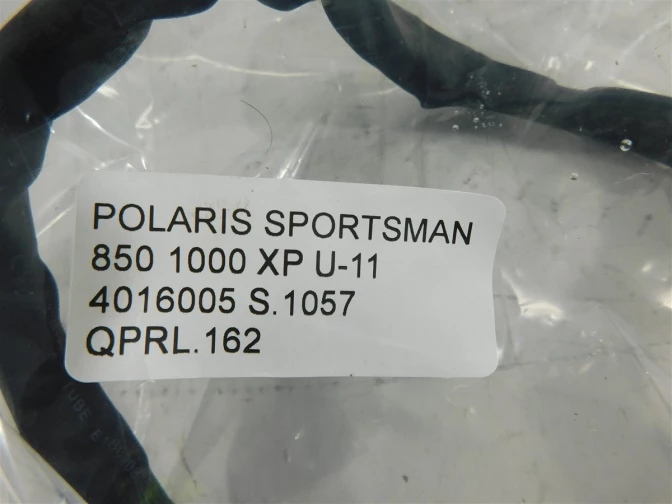 POLARIS SPORTSMAN
850 1000 XP U-11
4016005 S.1057
QPRL.162